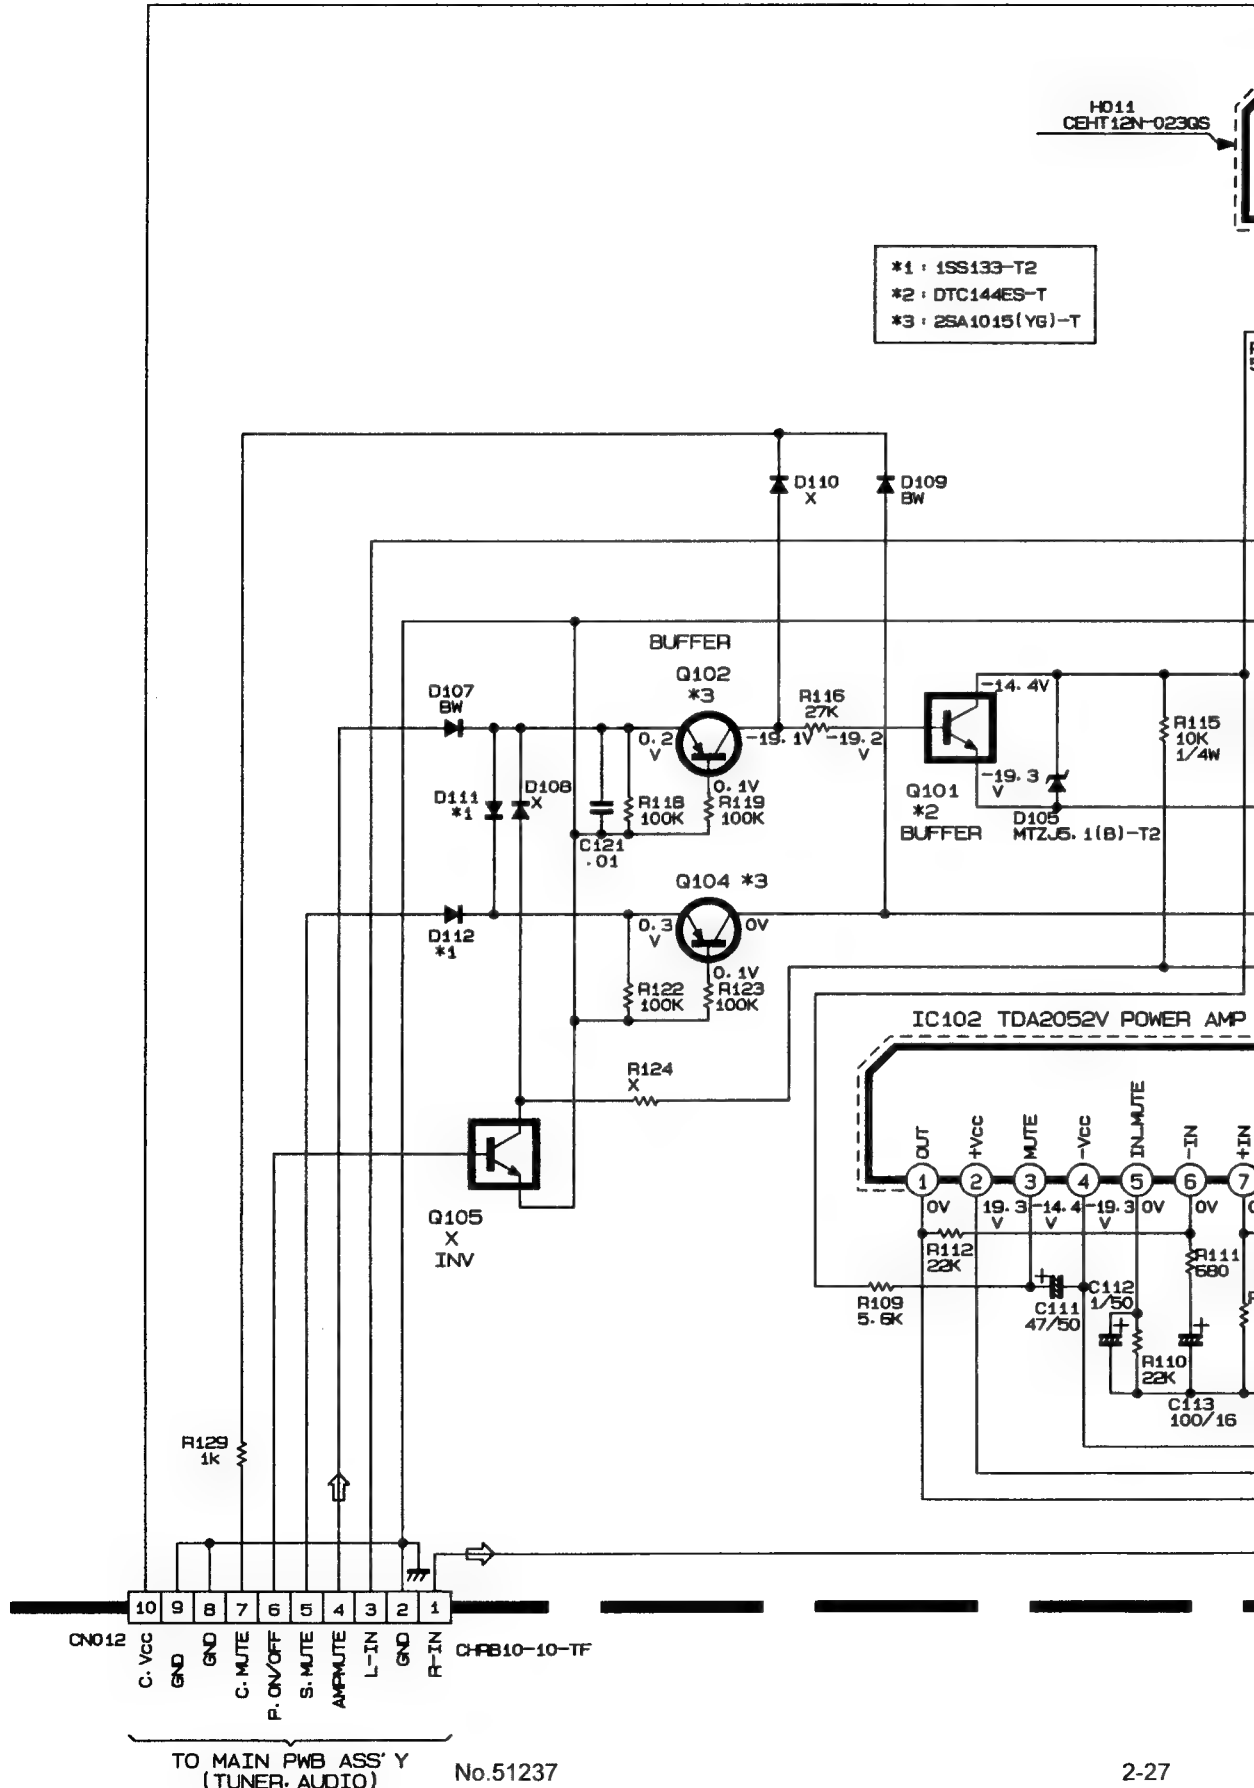 H011
CEHT12N-023GS
*1 : 1SS133-T2
*2 : DTC144ES-T
*3 : 2SA1015(YG)-T
D110
X
D109
BW
BUFFER
Q102
*3
D107
BW
R116
27K
-14.4V
0.2
V
-19.1V
-19.2
V
R115
10K
1/4W
D111
*1
D108
X
R118
100K
0.1V
R119
100K
C121
.01
-19.3
V
Q101
*2
BUFFER
D105
MTZJ5.1(B)-T2
Q104 *3
D112
*1
0.3
V
0V
0.1V
R122
100K
R123
100K
IC102 TDA2052V POWER AMP
R124
X
OUT
+Vcc
MUTE
-Vcc
IN_MUTE
-IN
+IN
1 2 3 4 5 6 7
0V
19.3
V
-14.4
V
-19.3
V
0V
0V
Q105
X
INV
R112
22K
R111
680
R109
5.6K
C111
47/50
C112
1/50
R110
22K
C113
100/16
R129
1k
10 9 8 7 6 5 4 3 2 1
CN012
C.Vcc
GND
GND
C.MUTE
P.ON/OFF
S.MUTE
AMPMUTE
L-IN
GND
R-IN
CHRB10-10-TF
TO MAIN PWB ASS'Y
(TUNER. AUDIO)
No.51237
2-27